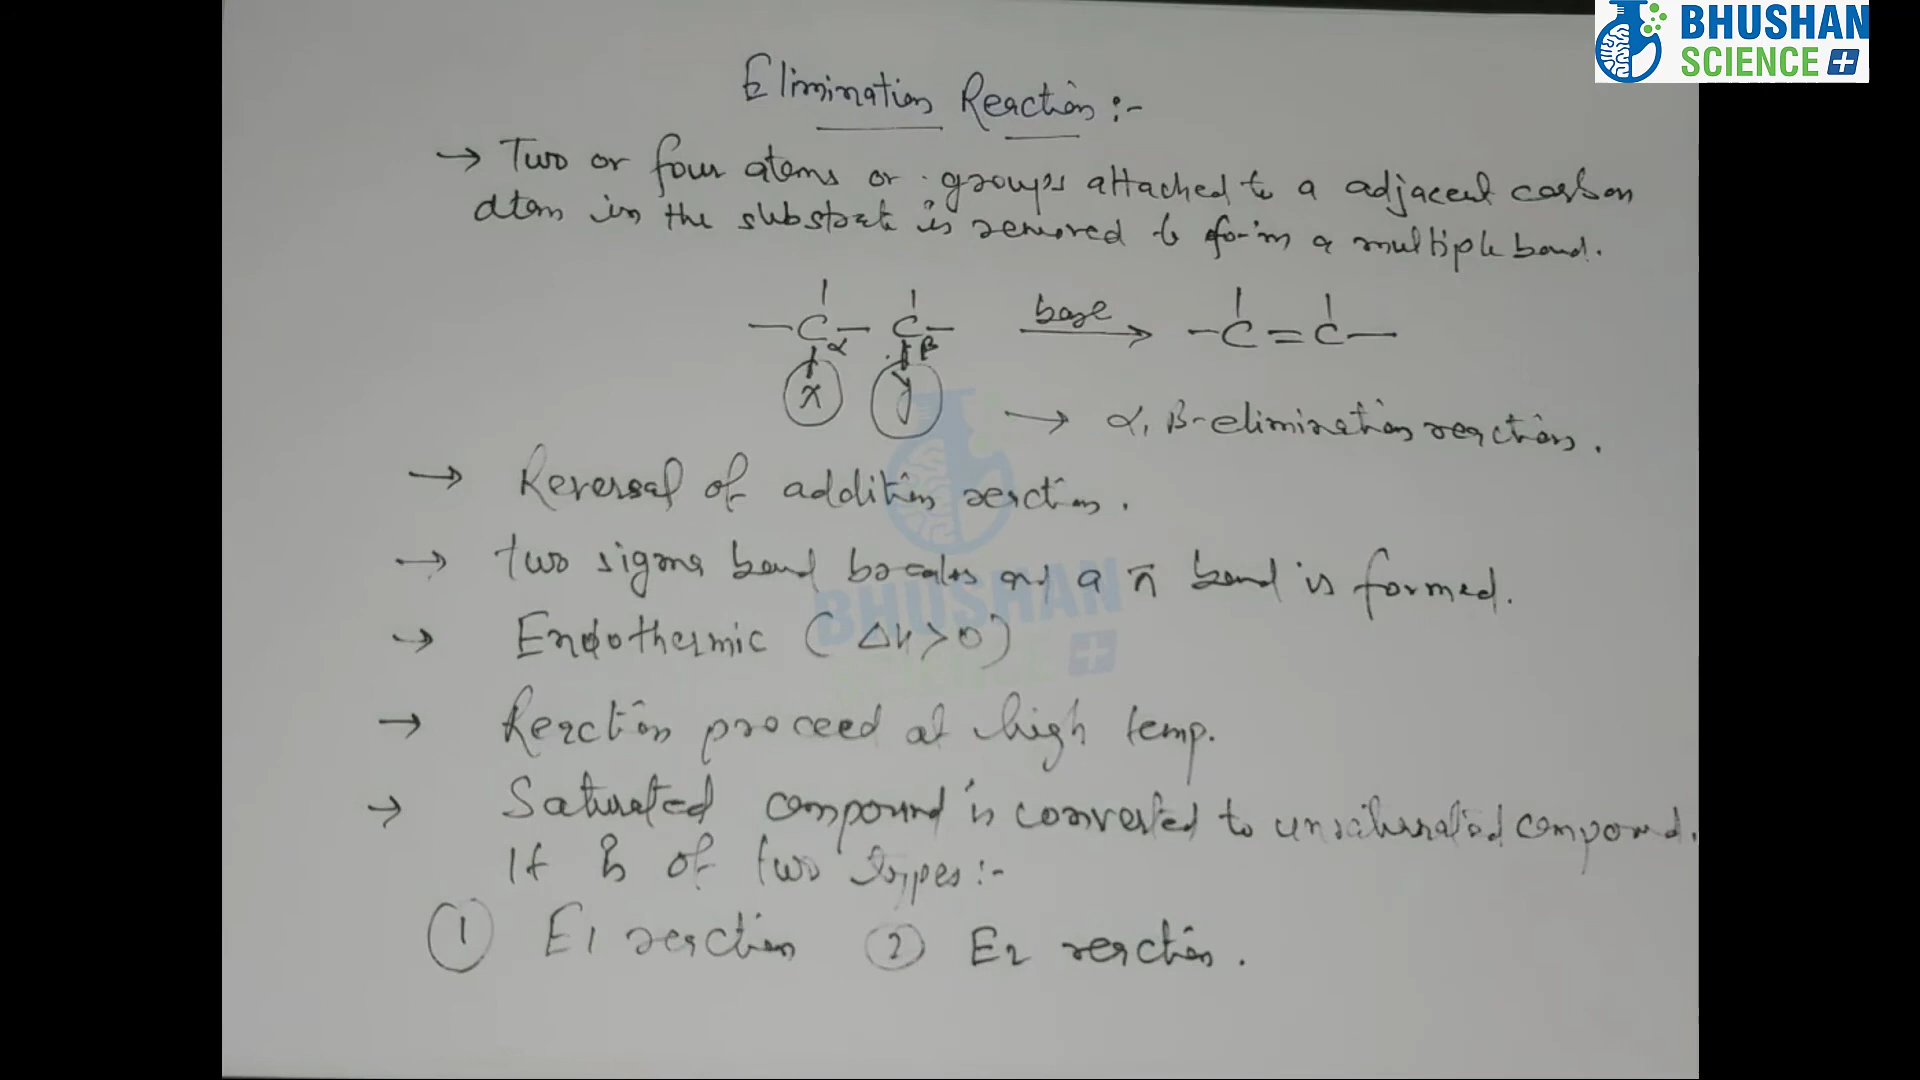 BHUSHAN
SCIENCE +
Elimination Reaction :-
→ Two or four atoms or groups attached to a adjacent carbon
atom in the substrate is removed to form a multiple bond.
| | base | |
— C — C — → — C = C —
α β
X Y
→ α, β-elimination reaction.
→ Reversal of addition reaction.
→ two sigma bond breaks and a π bond is formed.
→ Endothermic (ΔH>0)
→ Reaction proceed at high temp.
→ Saturated compound is converted to unsaturated compound.
It is of two types :-
① E1 reaction ② E2 reaction.
BHUSHAN
SCIENCE +